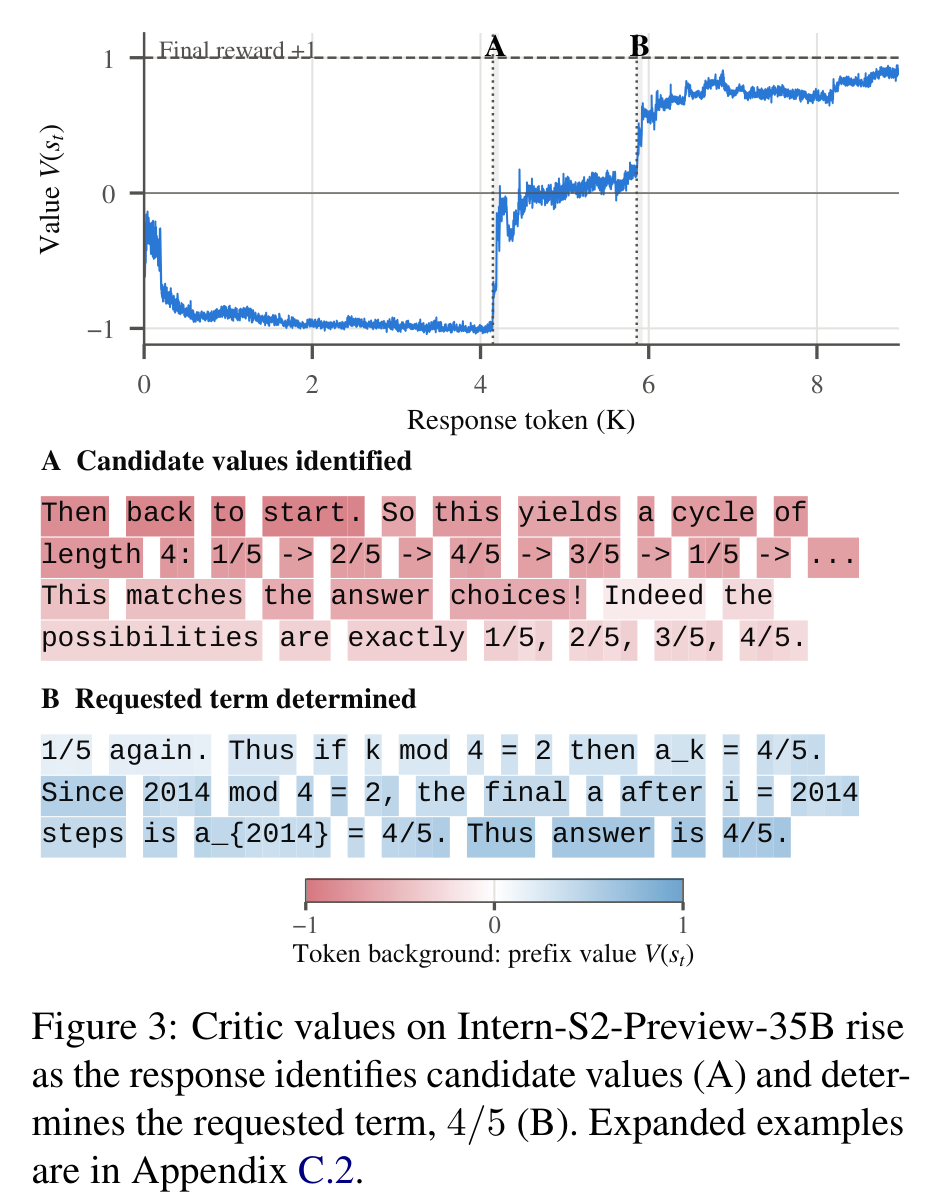 Final reward +1
A
B
1
0
−1
Value V(s_t)
0
2
4
6
8
Response token (K)
A Candidate values identified
Then back to start. So this yields a cycle of
length 4: 1/5 -> 2/5 -> 4/5 -> 3/5 -> 1/5 -> ...
This matches the answer choices! Indeed the
possibilities are exactly 1/5, 2/5, 3/5, 4/5.
B Requested term determined
1/5 again. Thus if k mod 4 = 2 then a_k = 4/5.
Since 2014 mod 4 = 2, the final a after i = 2014
steps is a_{2014} = 4/5. Thus answer is 4/5.
−1
0
1
Token background: prefix value V(s_t)
Figure 3: Critic values on Intern-S2-Preview-35B rise
as the response identifies candidate values (A) and deter-
mines the requested term, 4/5 (B). Expanded examples
are in Appendix C.2.